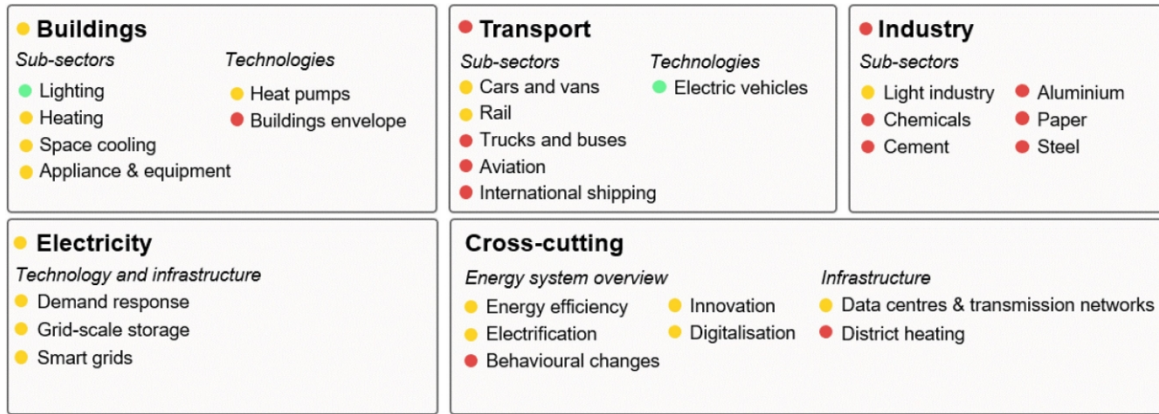 Buildings
Sub-sectors
Lighting
Heating
Space cooling
Appliance & equipment
Technologies
Heat pumps
Buildings envelope
Transport
Sub-sectors
Cars and vans
Rail
Trucks and buses
Aviation
International shipping
Technologies
Electric vehicles
Industry
Sub-sectors
Light industry
Chemicals
Cement
Aluminium
Paper
Steel
Electricity
Technology and infrastructure
Demand response
Grid-scale storage
Smart grids
Cross-cutting
Energy system overview
Energy efficiency
Electrification
Behavioural changes
Innovation
Digitalisation
Infrastructure
Data centres & transmission networks
District heating